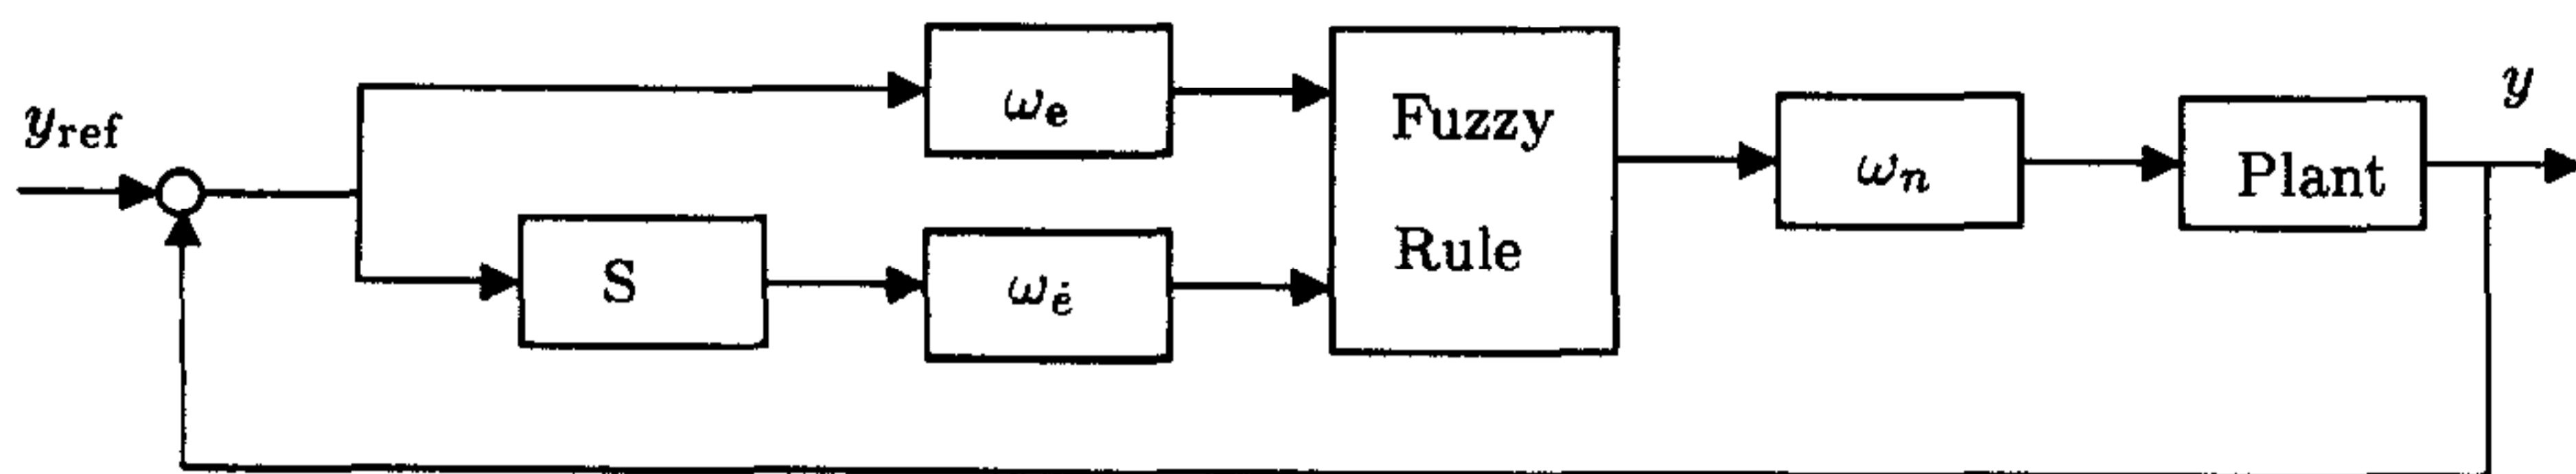 y_ref
ω_e
S
ω_ė
Fuzzy
Rule
ω_n
Plant
y